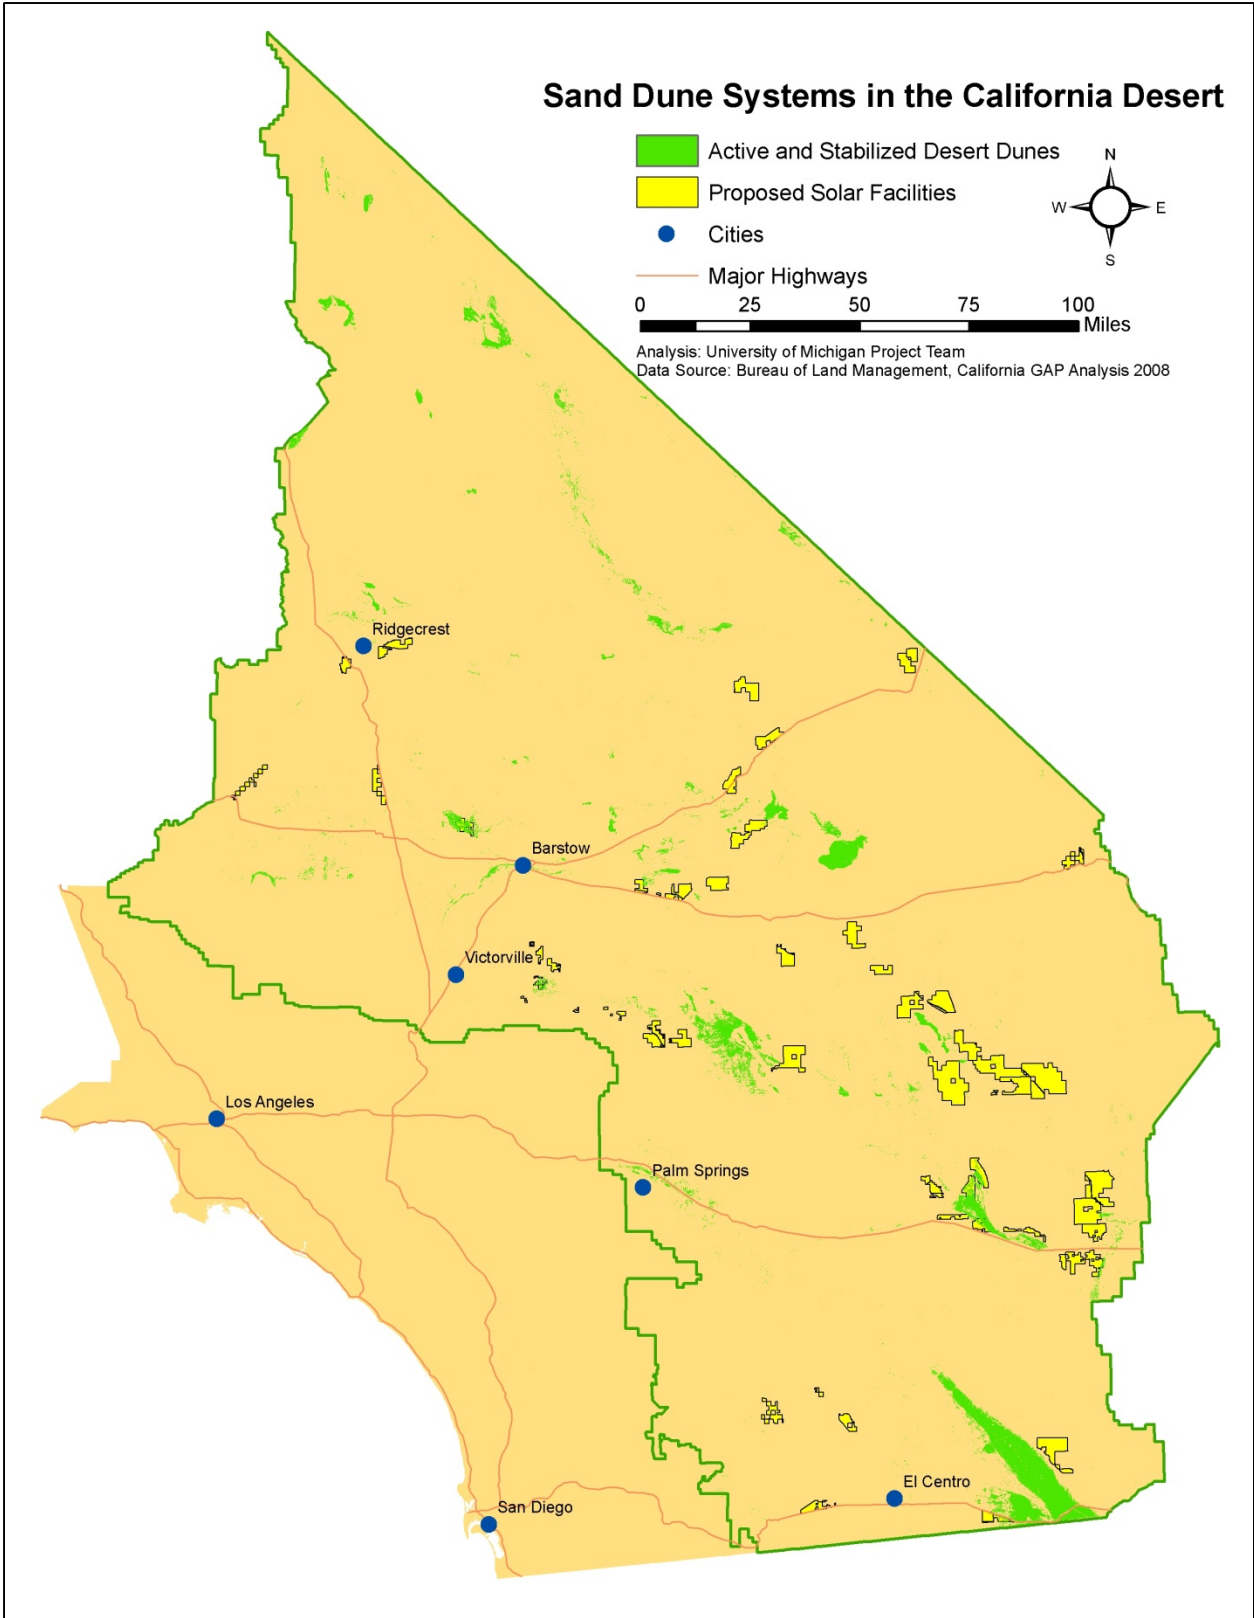 Sand Dune Systems in the California Desert
Active and Stabilized Desert Dunes
Proposed Solar Facilities
Cities
Major Highways
N
W E
S
0 25 50 75 100
Miles
Analysis: University of Michigan Project Team
Data Source: Bureau of Land Management, California GAP Analysis 2008
Ridgecrest
Barstow
Victorville
Los Angeles
Palm Springs
El Centro
San Diego